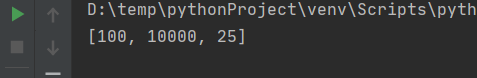 D:\temp\pythonProject\venv\Scripts\pyth
[100, 10000, 25]